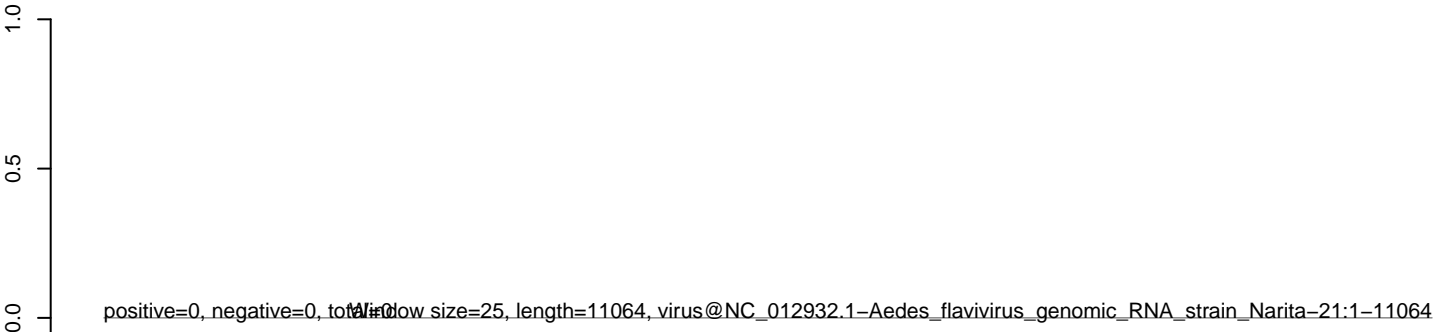 1.0
0.5
0.0
positive=0, negative=0, total=0
Window size=25, length=11064, virus@NC_012932.1−Aedes_flavivirus_genomic_RNA_strain_Narita−21:1−11064